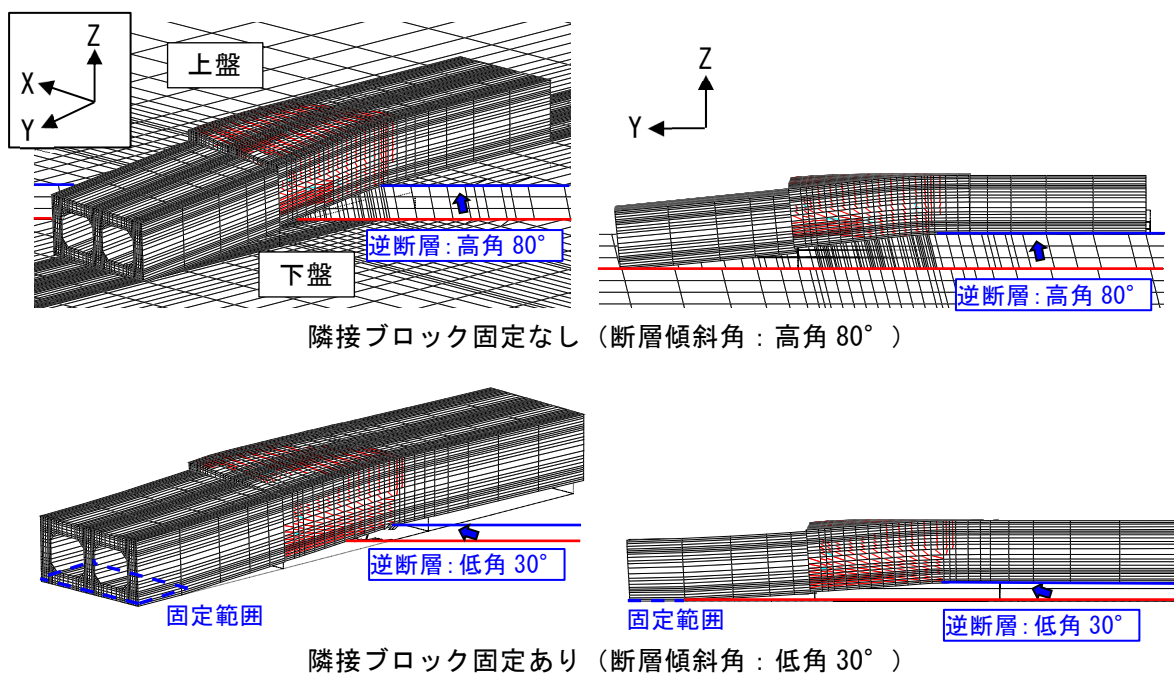 Z
X
Y
上盤
逆断層:高角 80°
下盤
Z
Y
逆断層:高角 80°
隣接ブロック固定なし(断層傾斜角:高角 80°)
逆断層:低角 30°
固定範囲
固定範囲
逆断層:低角 30°
隣接ブロック固定あり(断層傾斜角:低角 30°)